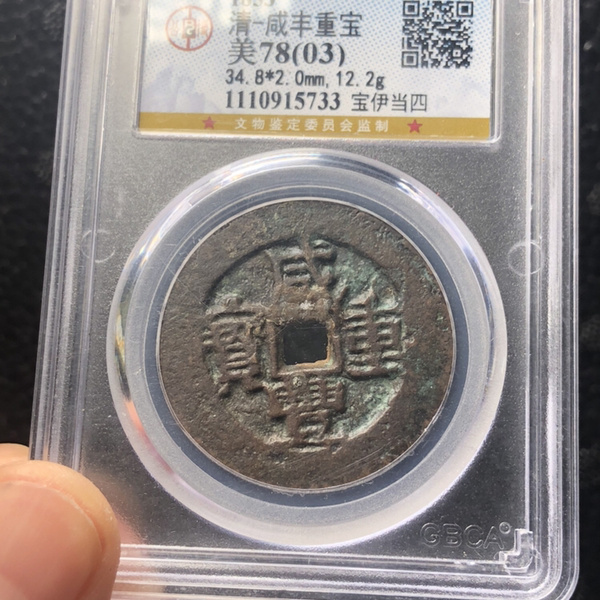 清-咸丰重宝
美78(03)
34.8*2.0mm,12.2g
1110915733 宝伊当四
★ 文物鉴定委员会监制 ★
咸
寶 重
豐
GBCA